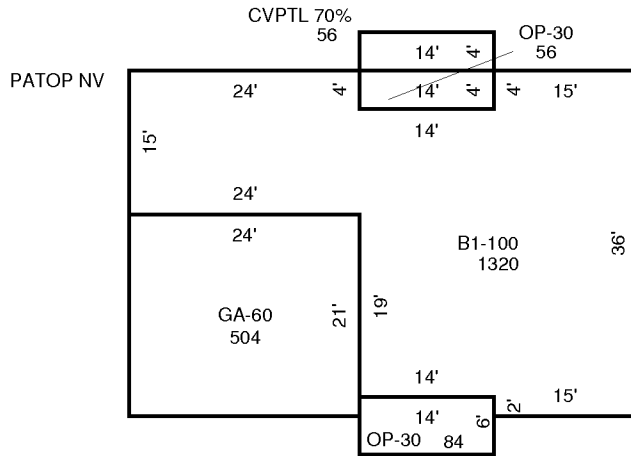 CVPTL 70%
56
OP-30
56
14' 4'
PATOP NV
24' 4' 14' 4' 4' 15'
14'
15'
24'
24'
B1-100
1320
36'
GA-60
504
21' 19'
14'
15'
14' 6' 2'
OP-30 84